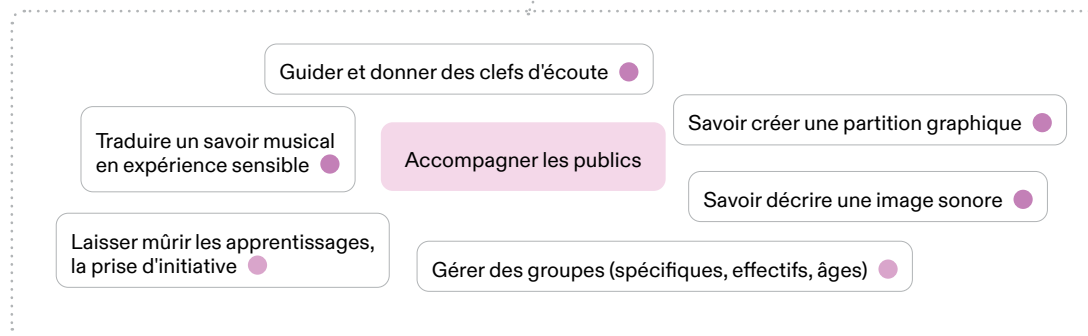 Guider et donner des clefs d'écoute
Traduire un savoir musical
en expérience sensible
Accompagner les publics
Savoir créer une partition graphique
Savoir décrire une image sonore
Laisser mûrir les apprentissages,
la prise d'initiative
Gérer des groupes (spécifiques, effectifs, âges)